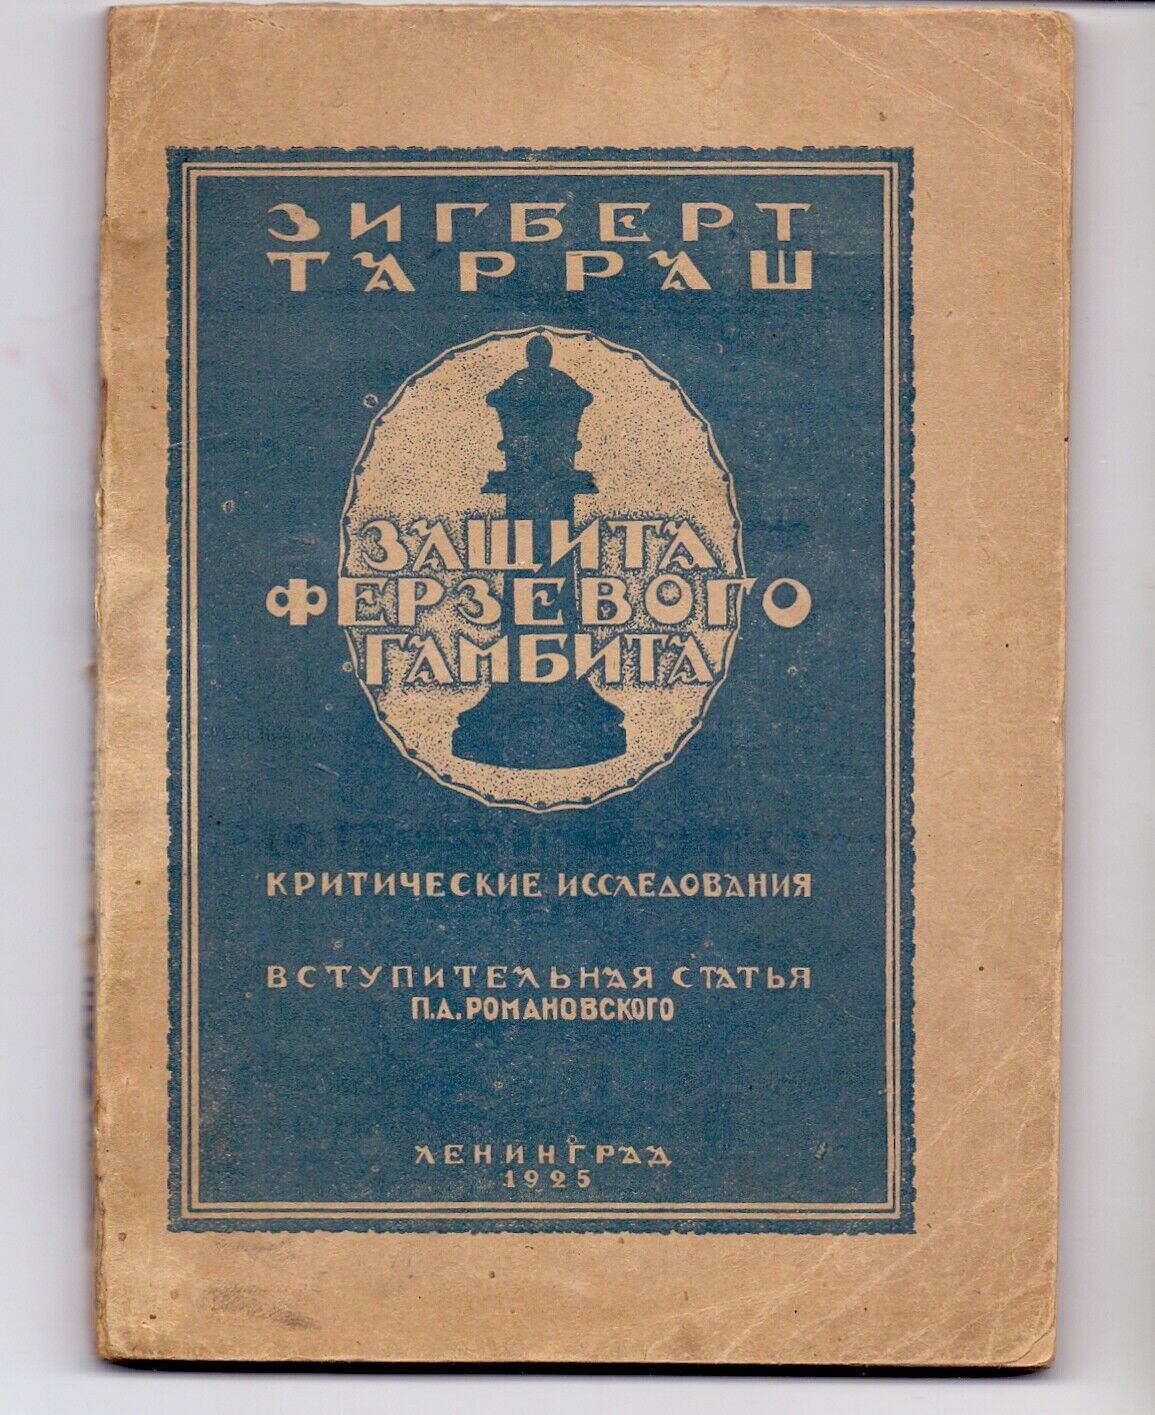 ЗИГБЕРТ
ТАРРАШ
ЗАЩИТА
ФЕРЗЕВОГО
ГАМБИТА
КРИТИЧЕСКИЕ ИССЛЕДОВАНИЯ
ВСТУПИТЕЛЬНАЯ СТАТЬЯ
П.А. РОМАНОВСКОГО
ЛЕНИНГРАД
1925